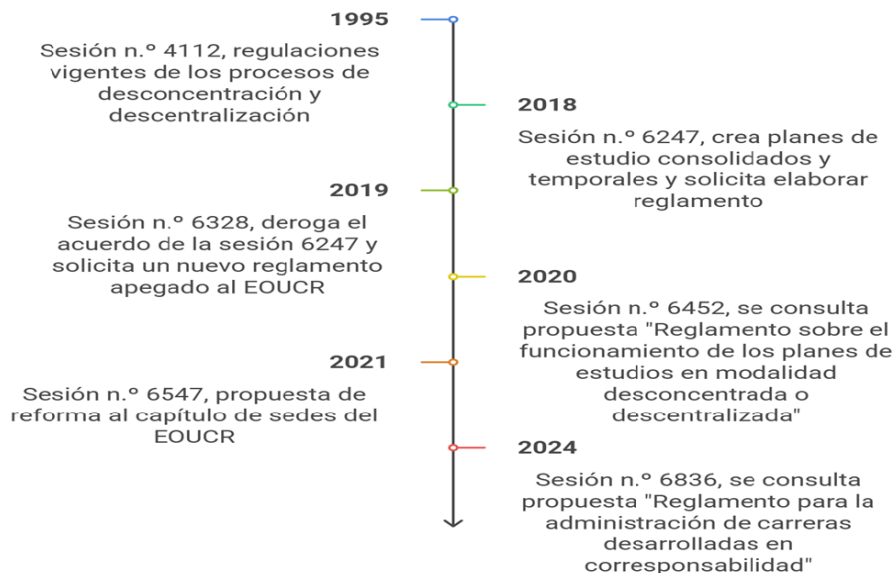 1995
Sesión n.º 4112, regulaciones
vigentes de los procesos de
desconcentración y
descentralización
2018
Sesión n.º 6247, crea planes de
estudio consolidados y
temporales y solicita elaborar
reglamento
2019
Sesión n.º 6328, deroga el
acuerdo de la sesión 6247 y
solicita un nuevo reglamento
apegado al EOUCR
2020
Sesión n.º 6452, se consulta
propuesta "Reglamento sobre el
funcionamiento de los planes de
estudios en modalidad
desconcentrada o
descentralizada"
2021
Sesión n.º 6547, propuesta de
reforma al capítulo de sedes del
EOUCR
2024
Sesión n.º 6836, se consulta
propuesta "Reglamento para la
administración de carreras
desarrolladas en
corresponsabilidad"